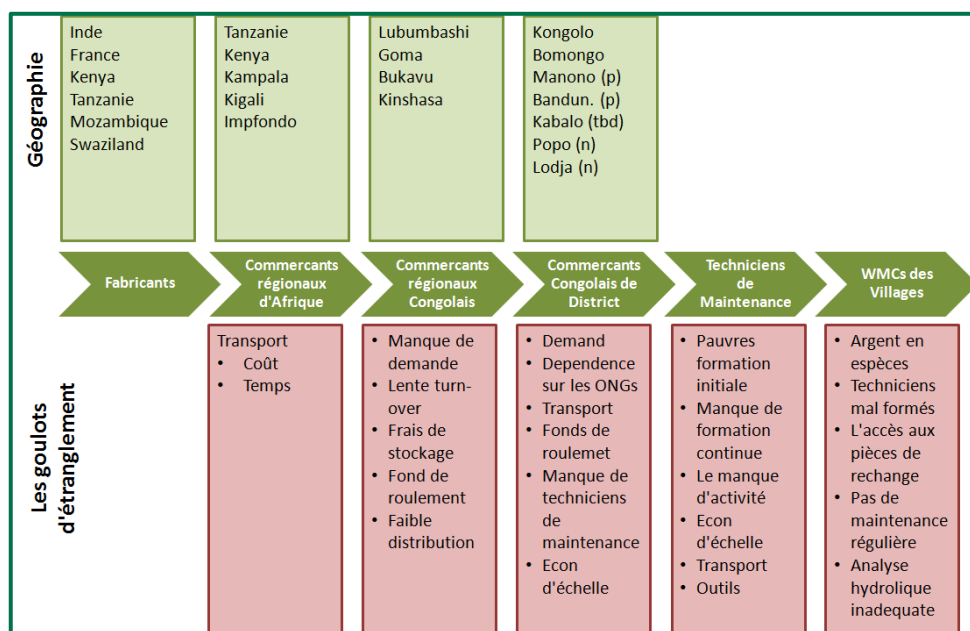 Géographie
Inde
France
Kenya
Tanzanie
Mozambique
Swaziland
Tanzanie
Kenya
Kampala
Kigali
Impfondo
Lubumbashi
Goma
Bukavu
Kinshasa
Kongolo
Bomongo
Manono (p)
Bandun. (p)
Kabalo (tbd)
Popo (n)
Lodja (n)
Fabricants
Commercants
régionaux
d'Afrique
Commercants
régionaux
Congolais
Commercants
Congolais de
District
Techniciens
de
Maintenance
WMCs des
Villages
Les goulots
d'étranglement
Transport
• Coût
• Temps
• Manque de
demande
• Lente turn-
over
• Frais de
stockage
• Fond de
roulement
• Faible
distribution
• Demand
• Dependence
sur les ONGs
• Transport
• Fonds de
roulemet
• Manque de
techniciens
de
maintenance
• Econ
d'échelle
• Pauvres
formation
initiale
• Manque de
formation
continue
• Le manque
d'activité
• Econ
d'échelle
• Transport
• Outils
• Argent en
espèces
• Techniciens
mal formés
• L'accès aux
pièces de
rechange
• Pas de
maintenance
régulière
• Analyse
hydrolique
inadequate